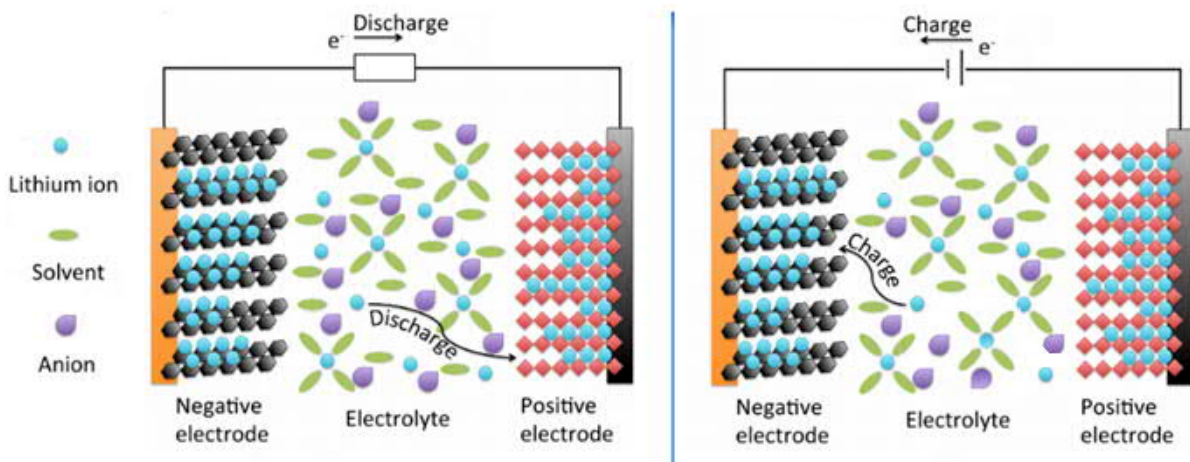 Discharge
e⁻
Lithium ion
Solvent
Anion
Discharge
Negative
electrode
Electrolyte
Positive
electrode
Charge
e⁻
Charge
Negative
electrode
Electrolyte
Positive
electrode